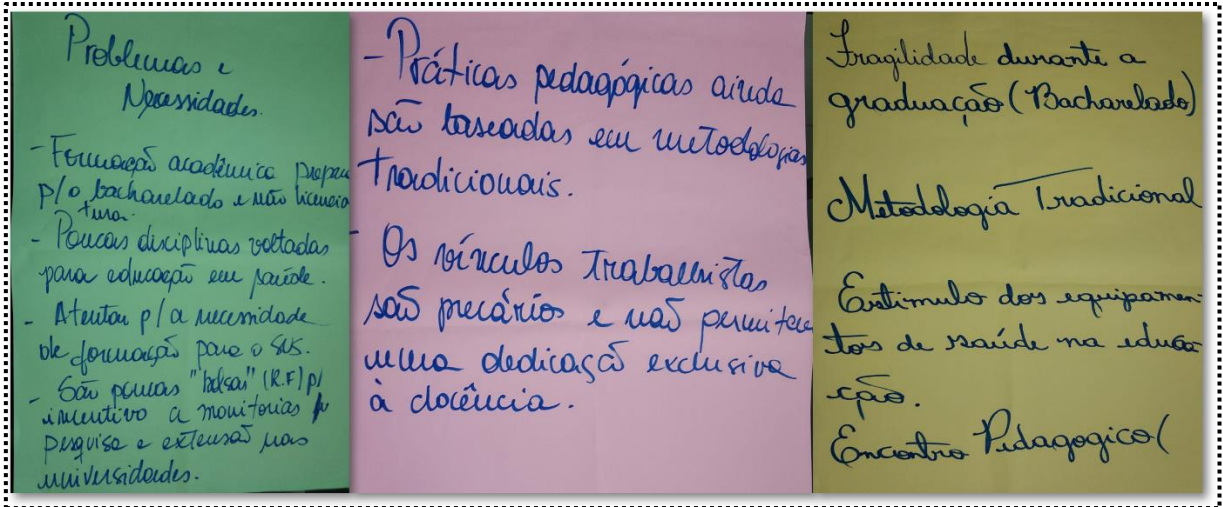 Problemas e
Necessidades.
- Formação acadêmica prepara
p/o bacharelado e não licencia
tura.
- Poucas disciplinas voltadas
para educação em saúde.
- Atentar p/ a necessidade
de formação para o SUS.
- São poucas "bolsas" (R.F) p/
incentivo a monitorias
pesquisa e extensão nas
universidades.
- Práticas pedagógicas ainda
são baseadas em metodologias
tradicionais.
- Os vínculos trabalhistas
são precários e não permitem
uma dedicação exclusiva
à docência.
Fragilidade durante a
graduação (Bacharelado)
Metodologia Tradicional
Estimulo dos equipamen-
tos de saúde na educa-
ção.
Encontro Pedagogico (